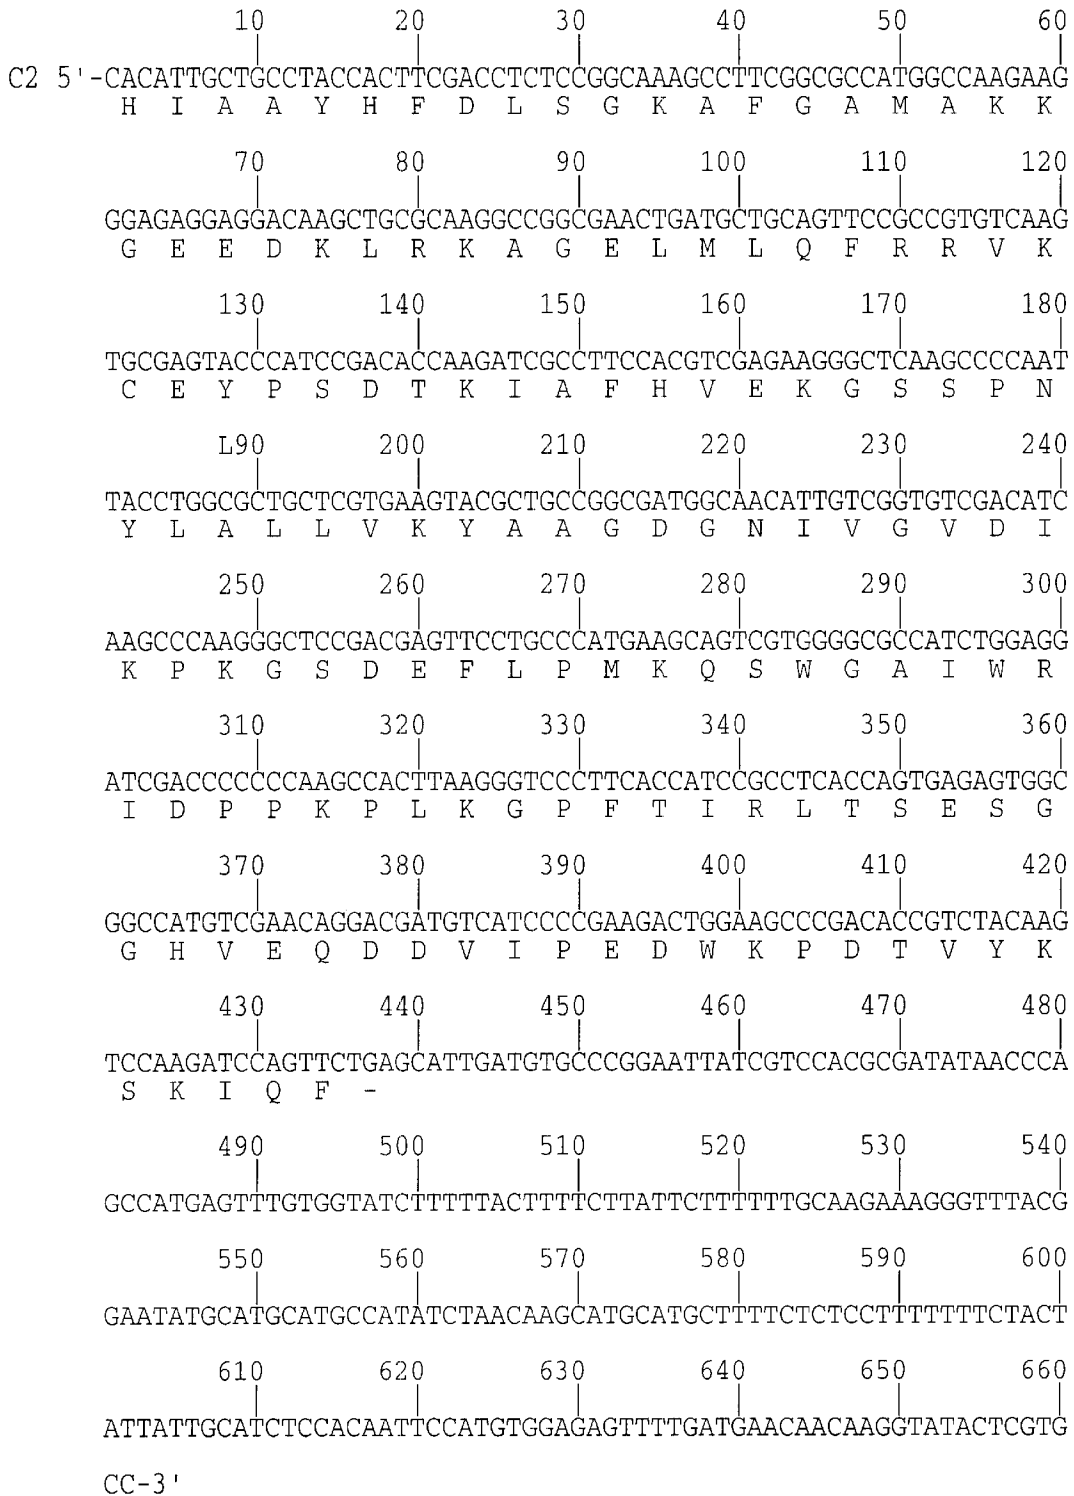 10 20 30 40 50 60
C2 5'-CACATTGCTGCCTACCACTTCGACCTCTCCGGCAAAGCCTTCGGCGCCATGGCCAAGAAG
H I A A Y H F D L S G K A F G A M A K K
70 80 90 100 110 120
GGAGAGGAGGACAAGCTGCGCAAGGCCGGCGAACTGATGCTGCAGTTCCGCCGTGTCAAG
G E E D K L R K A G E L M L Q F R R V K
130 140 150 160 170 180
TGCGAGTACCCATCCGACACCAAGATCGCCTTCCACGTCGAGAAGGGCTCAAGCCCCAAT
C E Y P S D T K I A F H V E K G S S P N
L90 200 210 220 230 240
TACCTGGCGCTGCTCGTGAAGTACGCTGCCGGCGATGGCAACATTGTCGGTGTCGACATC
Y L A L L V K Y A A G D G N I V G V D I
250 260 270 280 290 300
AAGCCCAAGGGCTCCGACGAGTTCCTGCCCATGAAGCAGTCGTGGGGCGCCATCTGGAGG
K P K G S D E F L P M K Q S W G A I W R
310 320 330 340 350 360
ATCGACCCCCCCAAGCCACTTAAGGGTCCCTTCACCATCCGCCTCACCAGTGAGAGTGGC
I D P P K P L K G P F T I R L T S E S G
370 380 390 400 410 420
GGCCATGTCGAACAGGACGATGTCATCCCCGAAGACTGGAAGCCCGACACCGTCTACAAG
G H V E Q D D V I P E D W K P D T V Y K
430 440 450 460 470 480
TCCAAGATCCAGTTCTGAGCATTGATGTGCCCGGAATTATCGTCCACGCGATATAACCCA
S K I Q F -
490 500 510 520 530 540
GCCATGAGTTTGTGGTATCTTTTTACTTTTCTTATTCTTTTTTGCAAGAAAGGGTTTACG
550 560 570 580 590 600
GAATATGCATGCATGCCATATCTAACAAGCATGCATGCTTTTCTCTCCTTTTTTTCTACT
610 620 630 640 650 660
ATTATTGCATCTCCACAATTCCATGTGGAGAGTTTTGATGAACAACAAGGTATACTCGTG
CC-3'